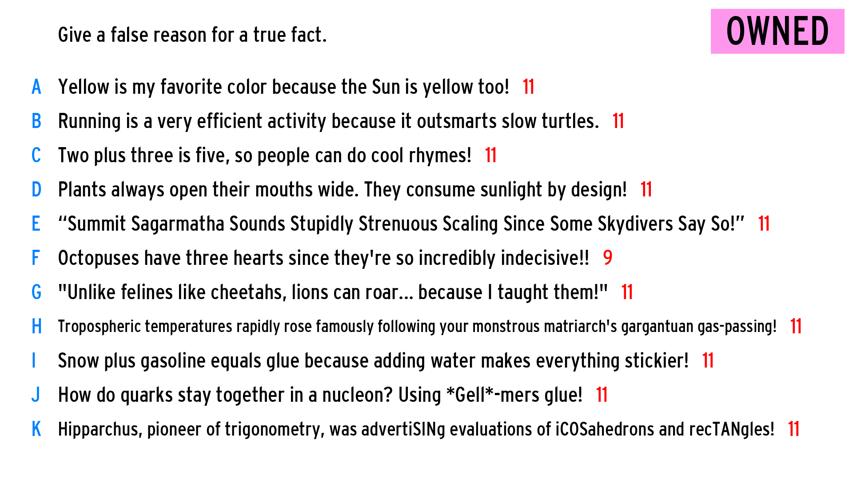 Give a false reason for a true fact.
OWNED
A Yellow is my favorite color because the Sun is yellow too! 11
B Running is a very efficient activity because it outsmarts slow turtles. 11
C Two plus three is five, so people can do cool rhymes! 11
D Plants always open their mouths wide. They consume sunlight by design! 11
E “Summit Sagarmatha Sounds Stupidly Strenuous Scaling Since Some Skydivers Say So!” 11
F Octopuses have three hearts since they're so incredibly indecisive!! 9
G "Unlike felines like cheetahs, lions can roar... because I taught them!" 11
H Tropospheric temperatures rapidly rose famously following your monstrous matriarch's gargantuan gas-passing! 11
I Snow plus gasoline equals glue because adding water makes everything stickier! 11
J How do quarks stay together in a nucleon? Using *Gell*-mers glue! 11
K Hipparchus, pioneer of trigonometry, was advertiSINg evaluations of iCOSahedrons and recTANgles! 11